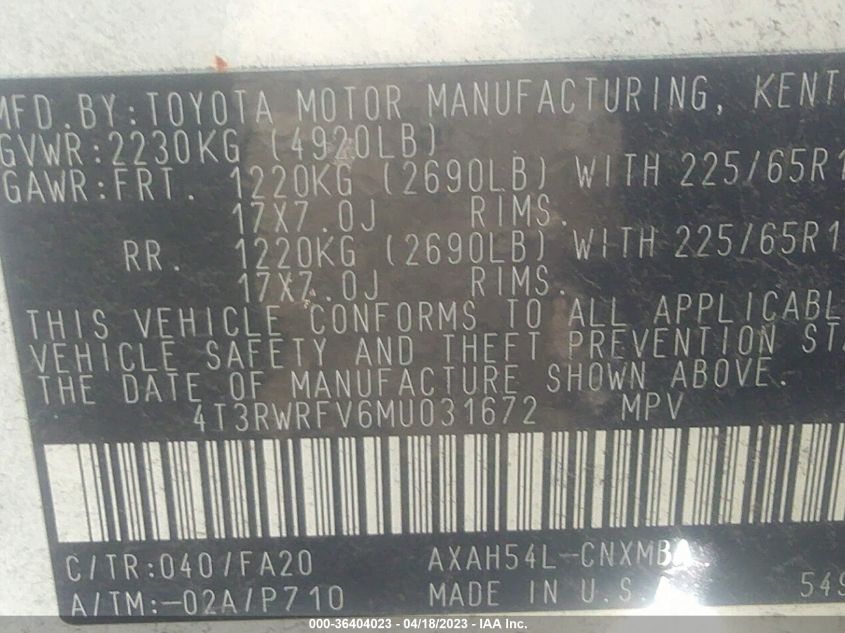 MFD.BY:TOYOTA MOTOR MANUFACTURING,
GVWR:2230KG (4920LB)
GAWR:FRT. 1220KG (2690LB) WITH 225/65R1
17X7.0J RIMS.
RR. 1220KG (2690LB) WITH 225/65R1
17X7.0J RIMS.
THIS VEHICLE CONFORMS TO ALL APPLICABL
VEHICLE SAFETY AND THEFT PREVENTION STA
THE DATE OF MANUFACTURE SHOWN ABOVE.
4T3RWRFV6MU031672 MPV
C/TR:040/FA20 AXAH54L-CNXMB
A/TM:-02A/P710 MADE IN U.S.A 549
000-36404023 - 04/18/2023 - IAA Inc.